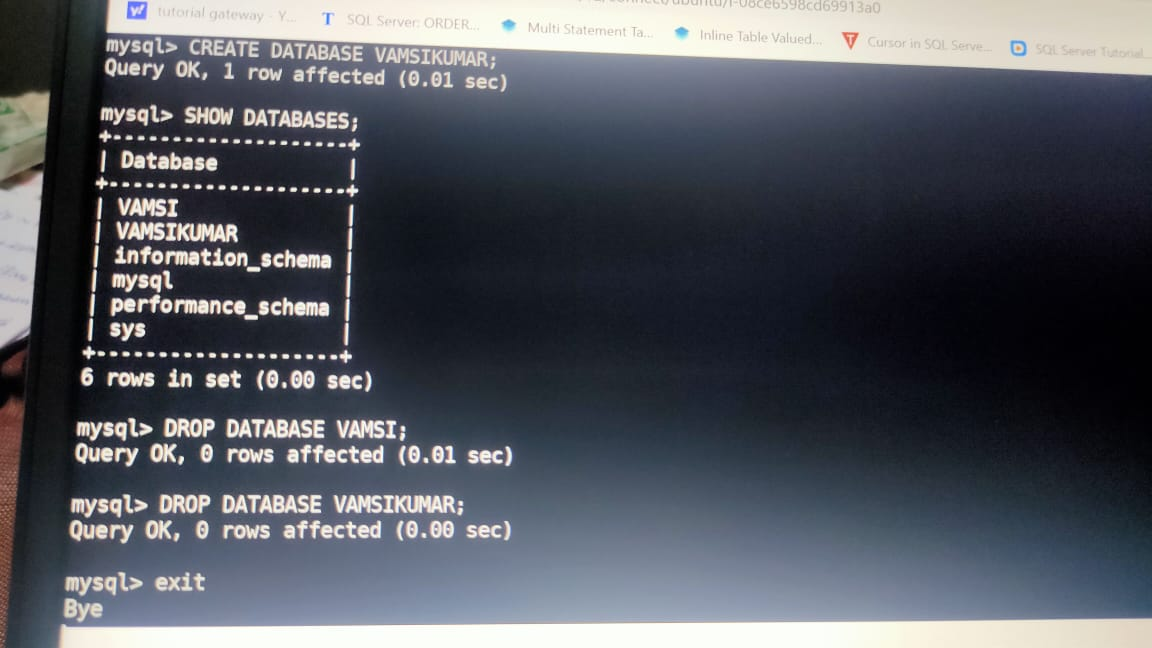 tutorial gateway - Y...
SQL Server: ORDER...
Multi Statement Ta...
Inline Table Valued...
Cursor in SQL Serve...
SQL Server Tutorial...
mysql> CREATE DATABASE VAMSIKUMAR;
Query OK, 1 row affected (0.01 sec)
mysql> SHOW DATABASES;
+--------------------+
| Database           |
+--------------------+
| VAMSI              |
| VAMSIKUMAR         |
| information_schema |
| mysql              |
| performance_schema |
| sys                |
+--------------------+
6 rows in set (0.00 sec)
mysql> DROP DATABASE VAMSI;
Query OK, 0 rows affected (0.01 sec)
mysql> DROP DATABASE VAMSIKUMAR;
Query OK, 0 rows affected (0.00 sec)
mysql> exit
Bye